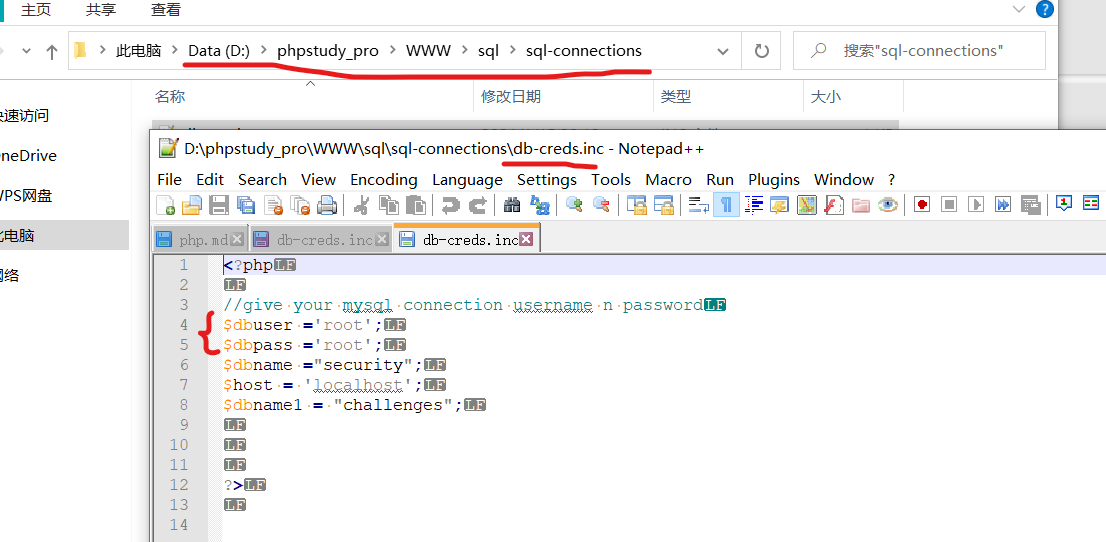 主页 共享 查看
此电脑 Data (D:) phpstudy_pro WWW sql sql-connections
搜索"sql-connections"
名称 修改日期 类型 大小
速访问
neDrive
WPS网盘
电脑
网络
D:\phpstudy_pro\WWW\sql\sql-connections\db-creds.inc - Notepad++
File Edit Search View Encoding Language Settings Tools Macro Run Plugins Window ?
php.md db-creds.inc db-creds.inc
1 <?phpLF
2 LF
3 //give your mysql connection username n passwordLF
4 $dbuser ='root';LF
5 $dbpass ='root';LF
6 $dbname ="security";LF
7 $host = 'localhost';LF
8 $dbname1 = "challenges";LF
9 LF
10 LF
11 LF
12 ?>LF
13 LF
14